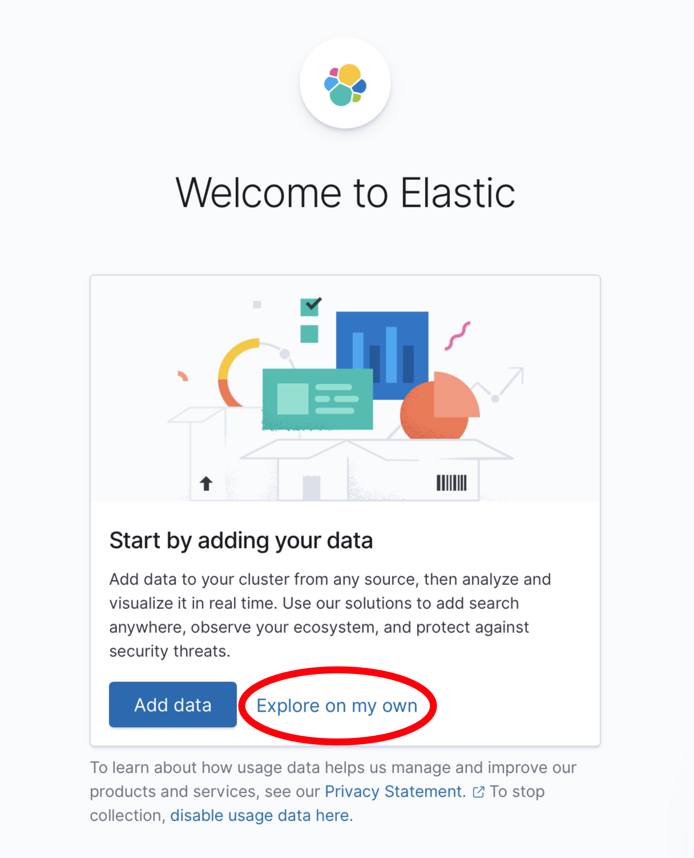 Welcome to Elastic
Start by adding your data
Add data to your cluster from any source, then analyze and
visualize it in real time. Use our solutions to add search
anywhere, observe your ecosystem, and protect against
security threats.
Add data
Explore on my own
To learn about how usage data helps us manage and improve our
products and services, see our Privacy Statement. To stop
collection, disable usage data here.